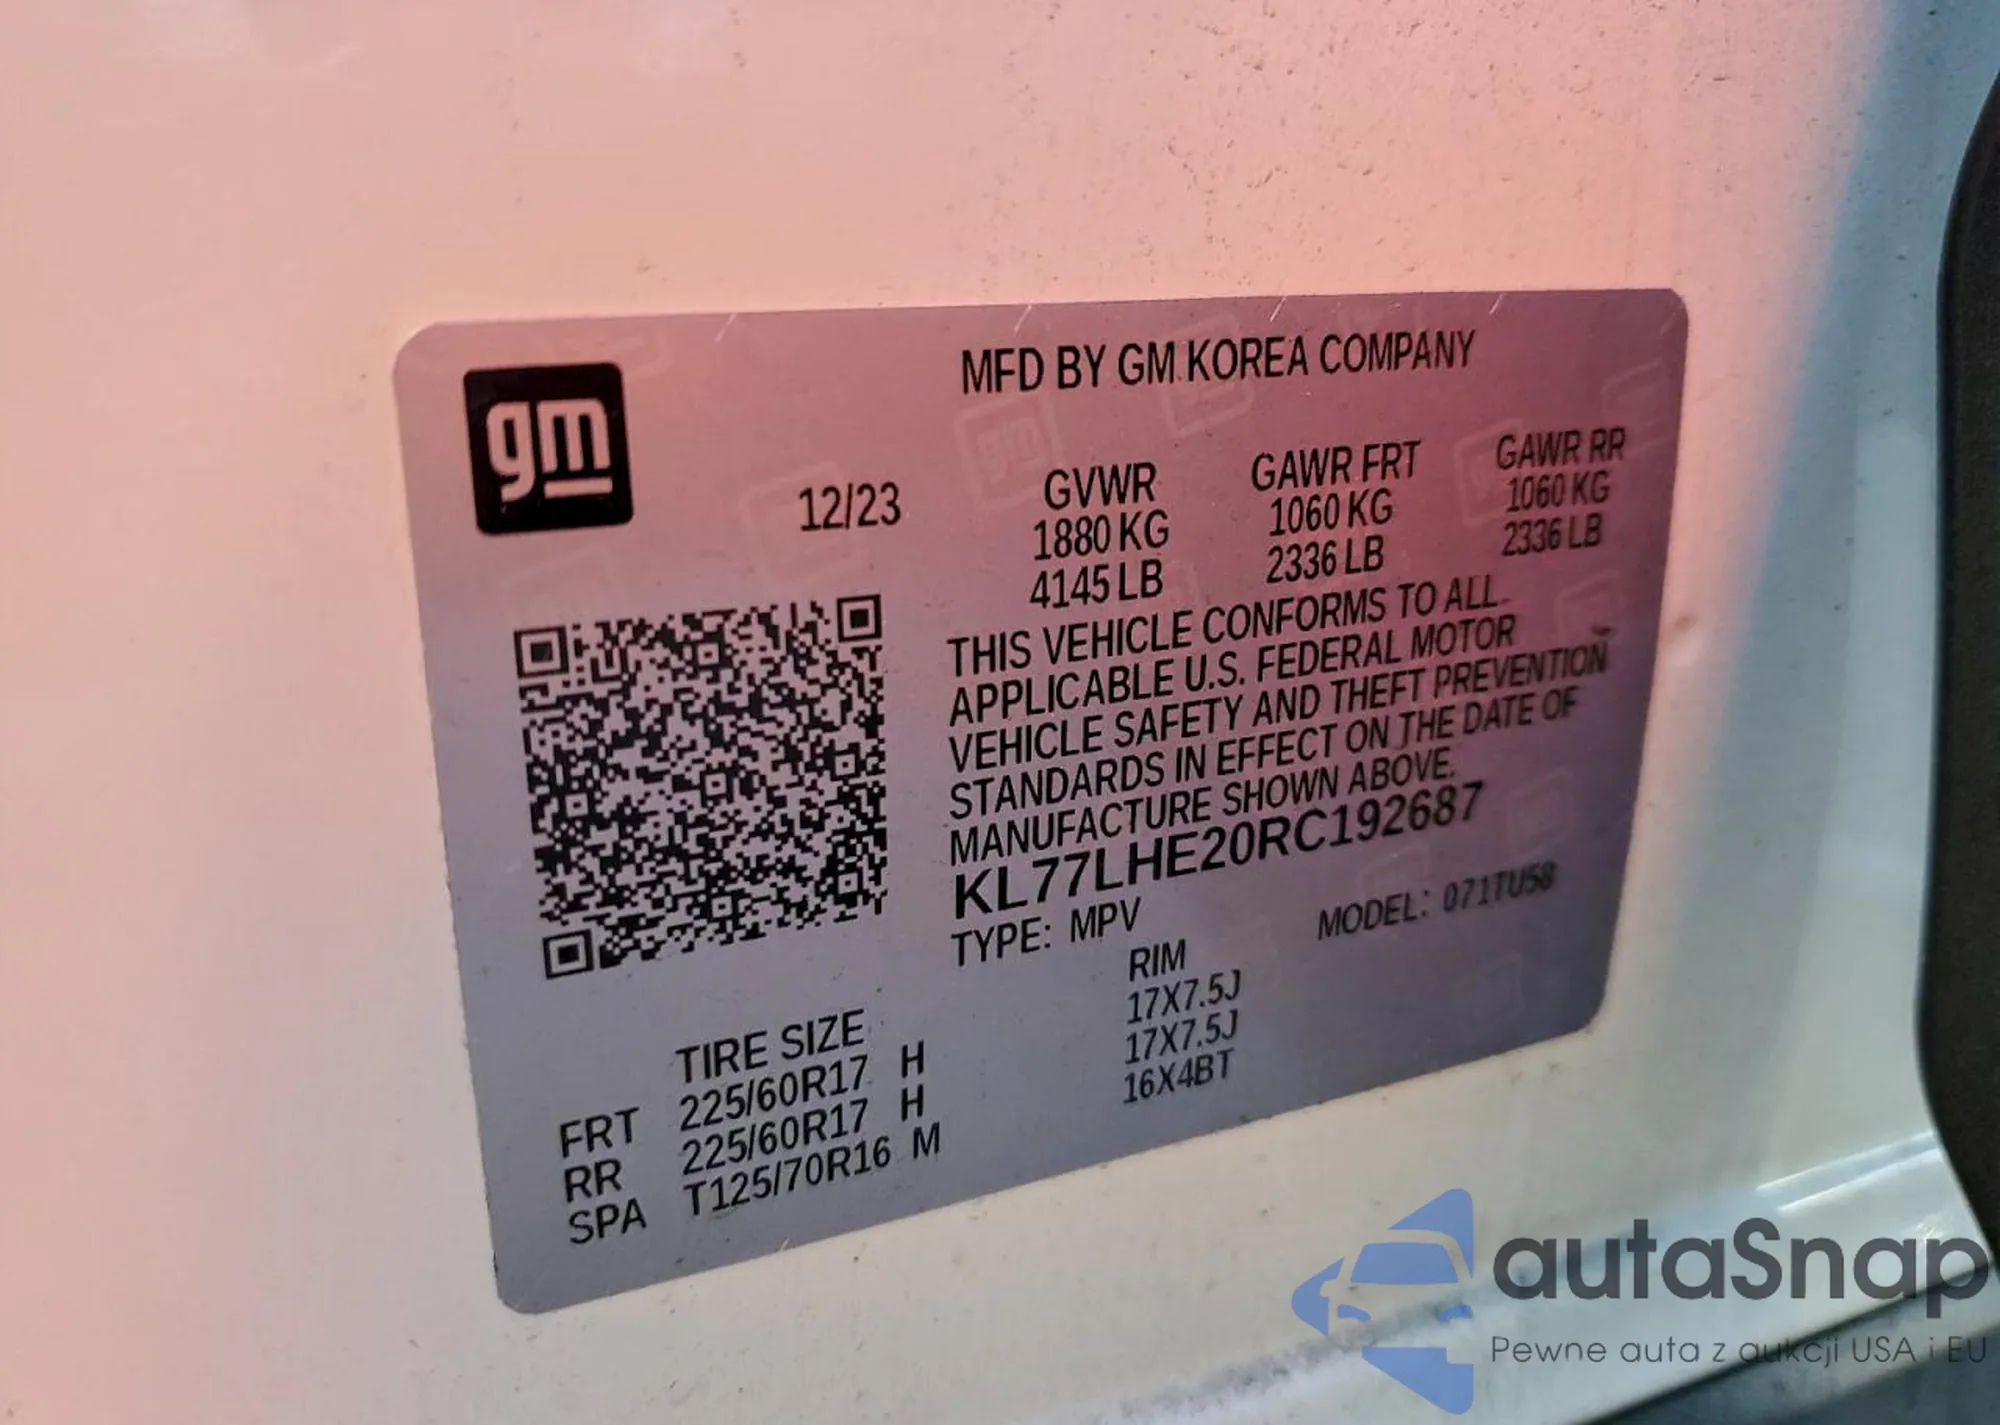 gm
MFD BY GM KOREA COMPANY
12/23
GVWR GAWR FRT GAWR RR
1880 KG 1060 KG 1060 KG
4145 LB 2336 LB 2336 LB
THIS VEHICLE CONFORMS TO ALL
APPLICABLE U.S. FEDERAL MOTOR
VEHICLE SAFETY AND THEFT PREVENTION
STANDARDS IN EFFECT ON THE DATE OF
MANUFACTURE SHOWN ABOVE.
KL77LHE20RC192687
TYPE: MPV MODEL: 071TU58
TIRE SIZE RIM
FRT 225/60R17 H 17X7.5J
RR 225/60R17 H 17X7.5J
SPA T125/70R16 M 16X4BT
autaSnap
Pewne auta z aukcji USA i EU